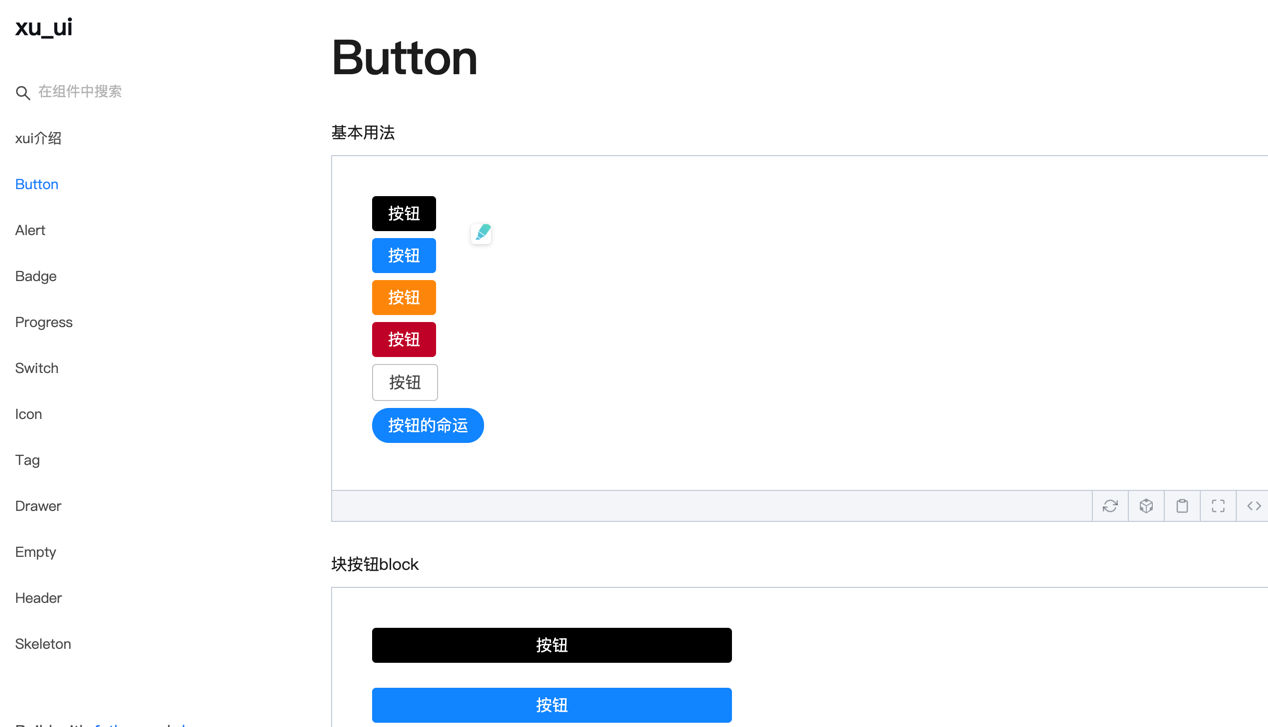 xu_ui
在组件中搜索
xui介绍
Button
Alert
Badge
Progress
Switch
Icon
Tag
Drawer
Empty
Header
Skeleton
Button
基本用法
按钮
按钮
按钮
按钮
按钮
按钮的命运
块按钮block
按钮
按钮